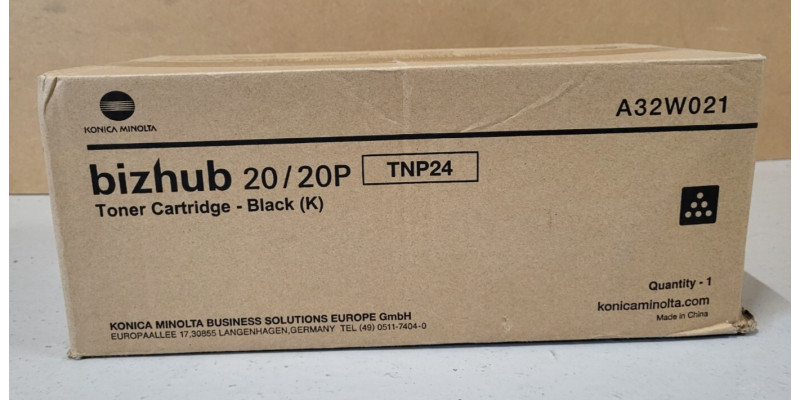 KONICA MINOLTA
A32W021
bizhub 20/20P TNP24
Toner Cartridge - Black (K)
Quantity - 1
konicaminolta.com
Made in China
KONICA MINOLTA BUSINESS SOLUTIONS EUROPE GmbH
EUROPAALLEE 17,30855 LANGENHAGEN,GERMANY TEL (49) 0511-7404-0